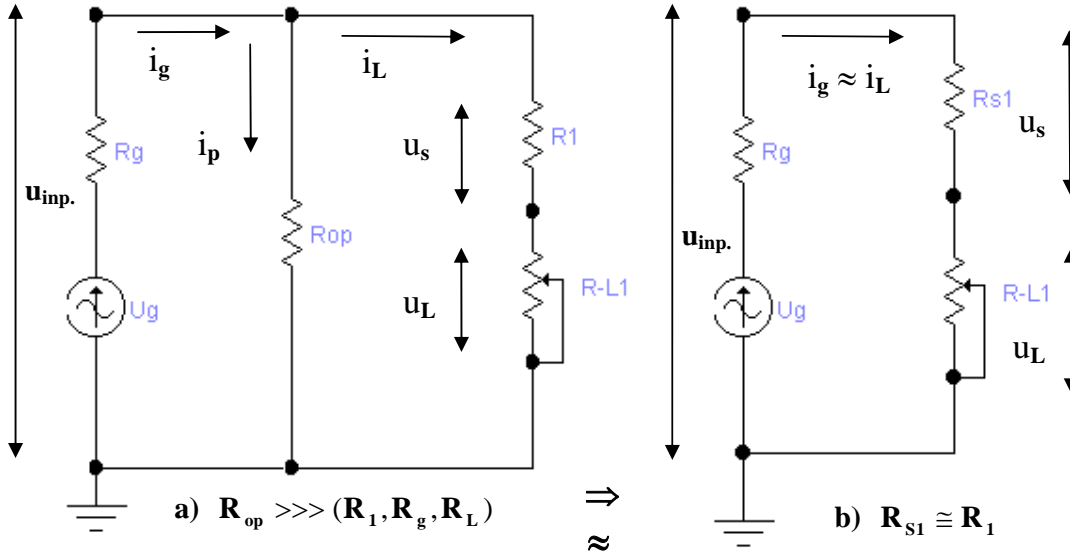 i_g
i_L
i_g ≈ i_L
Rs1
u_s
R1
u_s
Rg
i_p
Rg
u_inp.
Rop
u_inp.
R-L1
R-L1
u_L
Ug
Ug
u_L
a) R_op >>> (R_1, R_g, R_L)
⇒
≈
b) R_S1 ≅ R_1